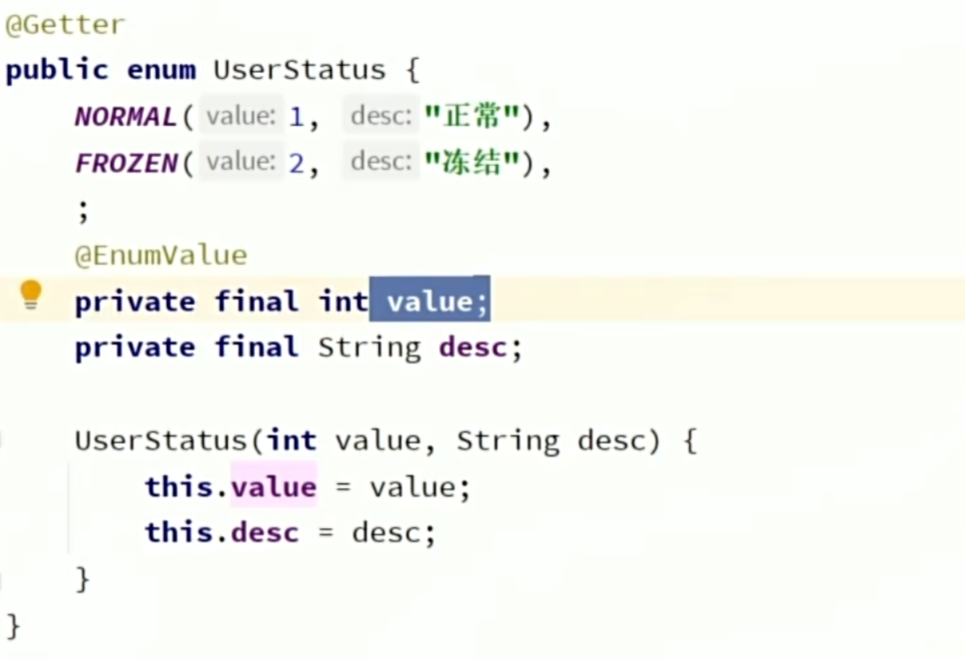 @Getter
public enum UserStatus {
NORMAL( value: 1, desc: "正常"),
FROZEN( value: 2, desc: "冻结"),
;
@EnumValue
private final int value;
private final String desc;
UserStatus(int value, String desc) {
this.value = value;
this.desc = desc;
}
}